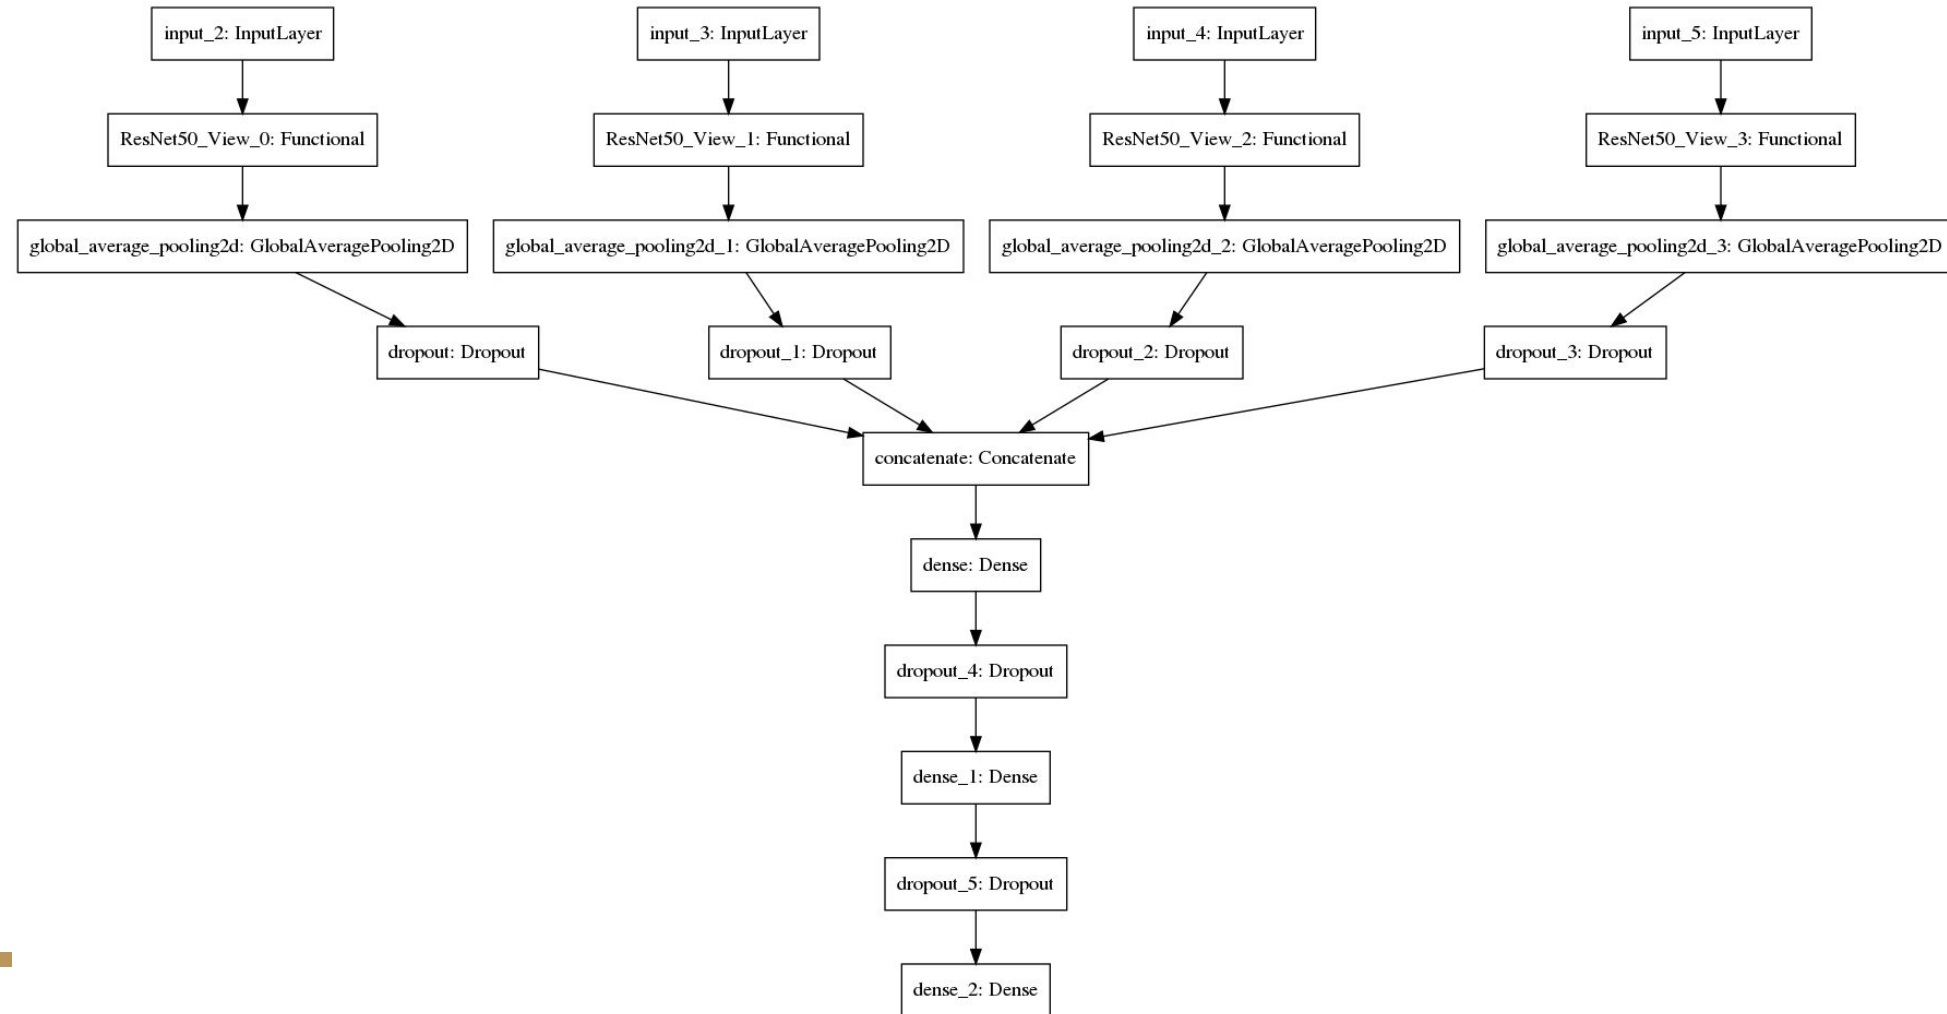 input_2: InputLayer
input_3: InputLayer
input_4: InputLayer
input_5: InputLayer
ResNet50_View_0: Functional
ResNet50_View_1: Functional
ResNet50_View_2: Functional
ResNet50_View_3: Functional
global_average_pooling2d: GlobalAveragePooling2D
global_average_pooling2d_1: GlobalAveragePooling2D
global_average_pooling2d_2: GlobalAveragePooling2D
global_average_pooling2d_3: GlobalAveragePooling2D
dropout: Dropout
dropout_1: Dropout
dropout_2: Dropout
dropout_3: Dropout
concatenate: Concatenate
dense: Dense
dropout_4: Dropout
dense_1: Dense
dropout_5: Dropout
dense_2: Dense